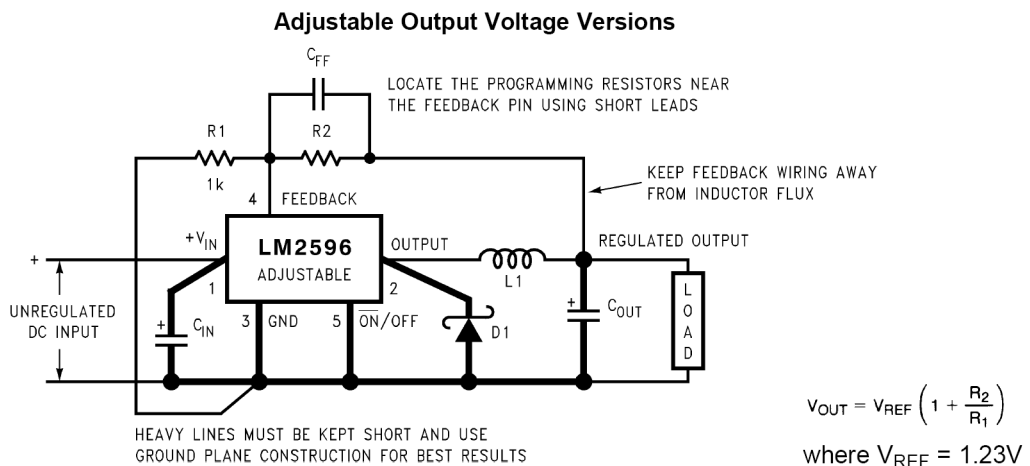 Adjustable Output Voltage Versions
CFF
LOCATE THE PROGRAMMING RESISTORS NEAR
THE FEEDBACK PIN USING SHORT LEADS
R1
R2
1k
KEEP FEEDBACK WIRING AWAY
FROM INDUCTOR FLUX
4 FEEDBACK
+VIN
LM2596
ADJUSTABLE
OUTPUT
REGULATED OUTPUT
+
L1
1
2
UNREGULATED
DC INPUT
+
CIN
3 GND
5 ON/OFF
D1
+
COUT
LOAD
HEAVY LINES MUST BE KEPT SHORT AND USE
GROUND PLANE CONSTRUCTION FOR BEST RESULTS
VOUT = VREF (1 + R2/R1)
where VREF = 1.23V